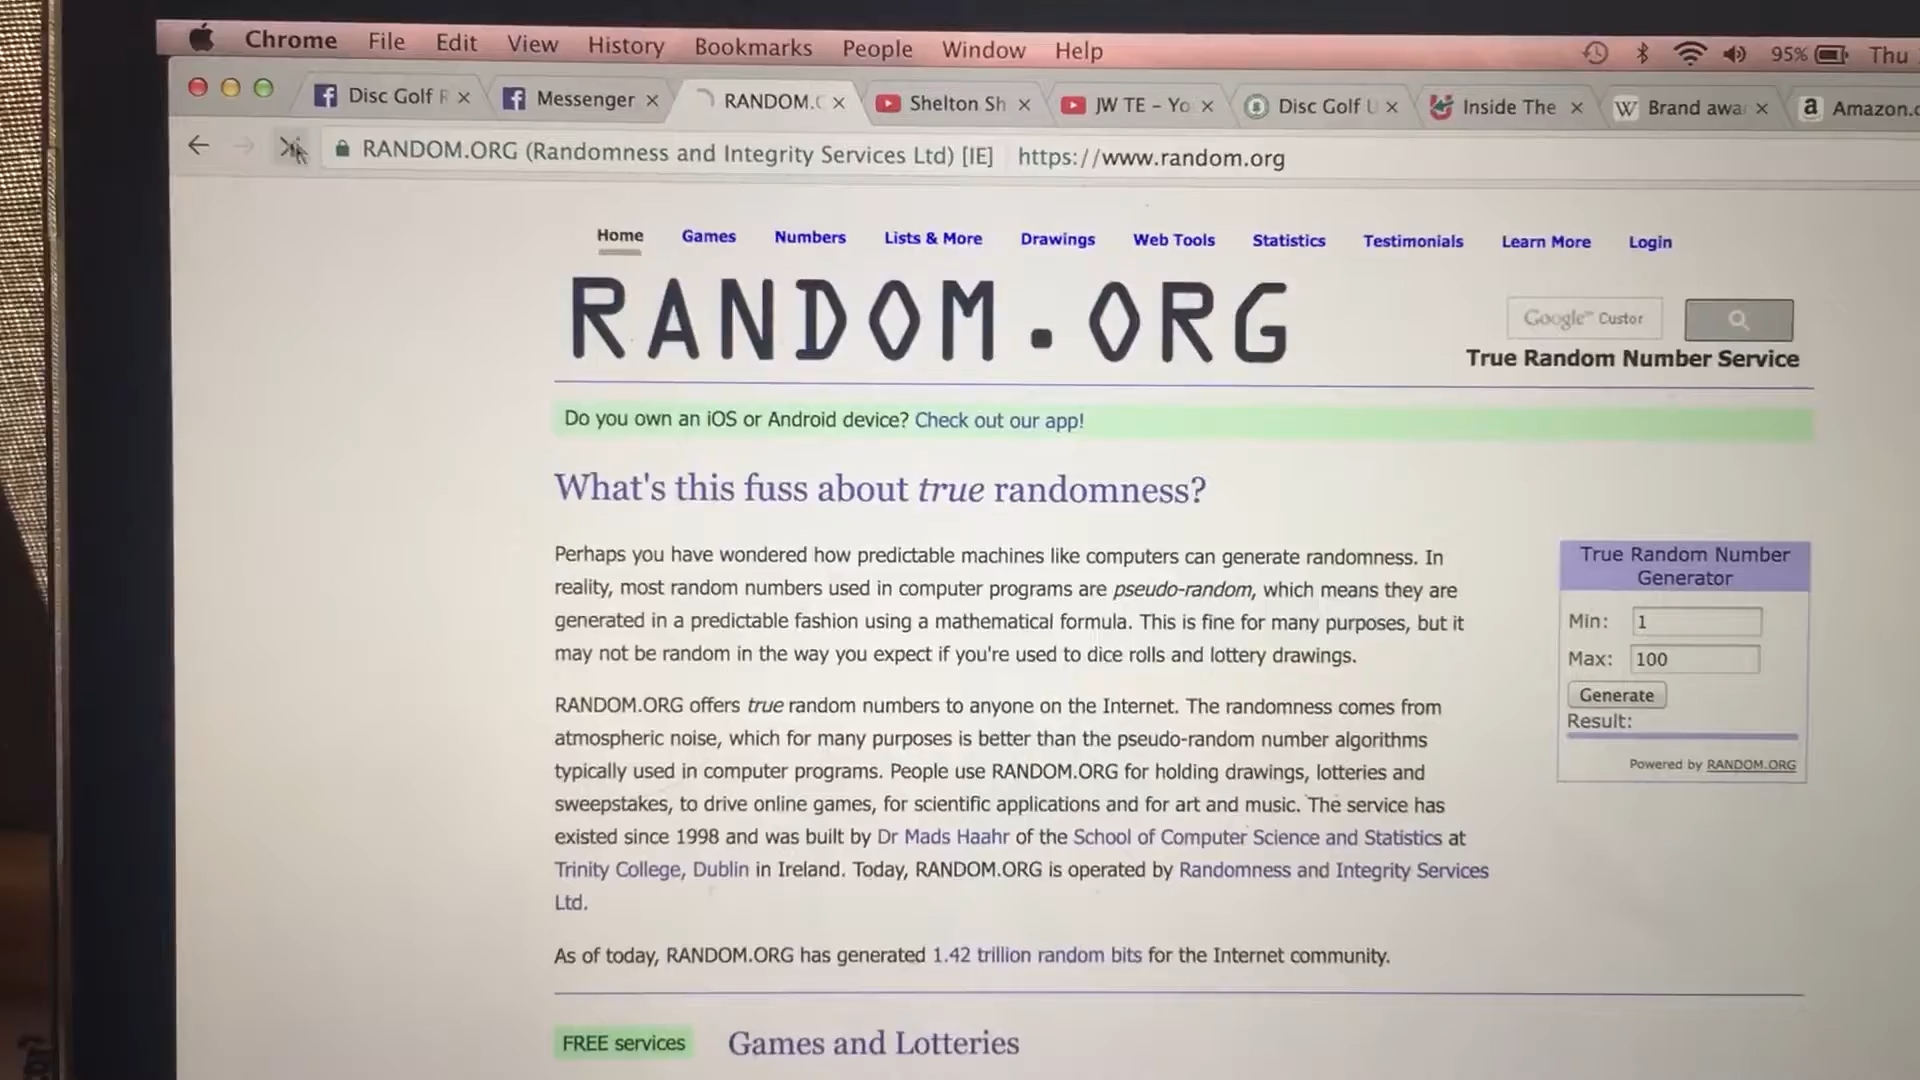 Chrome File Edit View History Bookmarks People Window Help 95% Thu
Disc Golf Messenger RANDOM. Shelton Sh JW TE – Yo Disc Golf Inside The Brand awa Amazon.c
RANDOM.ORG (Randomness and Integrity Services Ltd) [IE] https://www.random.org
Home Games Numbers Lists & More Drawings Web Tools Statistics Testimonials Learn More Login
RANDOM.ORG
Google™ Custor
True Random Number Service
Do you own an iOS or Android device? Check out our app!
What's this fuss about true randomness?
Perhaps you have wondered how predictable machines like computers can generate randomness. In
reality, most random numbers used in computer programs are pseudo-random, which means they are
generated in a predictable fashion using a mathematical formula. This is fine for many purposes, but it
may not be random in the way you expect if you're used to dice rolls and lottery drawings.
RANDOM.ORG offers true random numbers to anyone on the Internet. The randomness comes from
atmospheric noise, which for many purposes is better than the pseudo-random number algorithms
typically used in computer programs. People use RANDOM.ORG for holding drawings, lotteries and
sweepstakes, to drive online games, for scientific applications and for art and music. The service has
existed since 1998 and was built by Dr Mads Haahr of the School of Computer Science and Statistics at
Trinity College, Dublin in Ireland. Today, RANDOM.ORG is operated by Randomness and Integrity Services
Ltd.
As of today, RANDOM.ORG has generated 1.42 trillion random bits for the Internet community.
True Random Number
Generator
Min: 1
Max: 100
Generate
Result:
Powered by RANDOM.ORG
FREE services Games and Lotteries